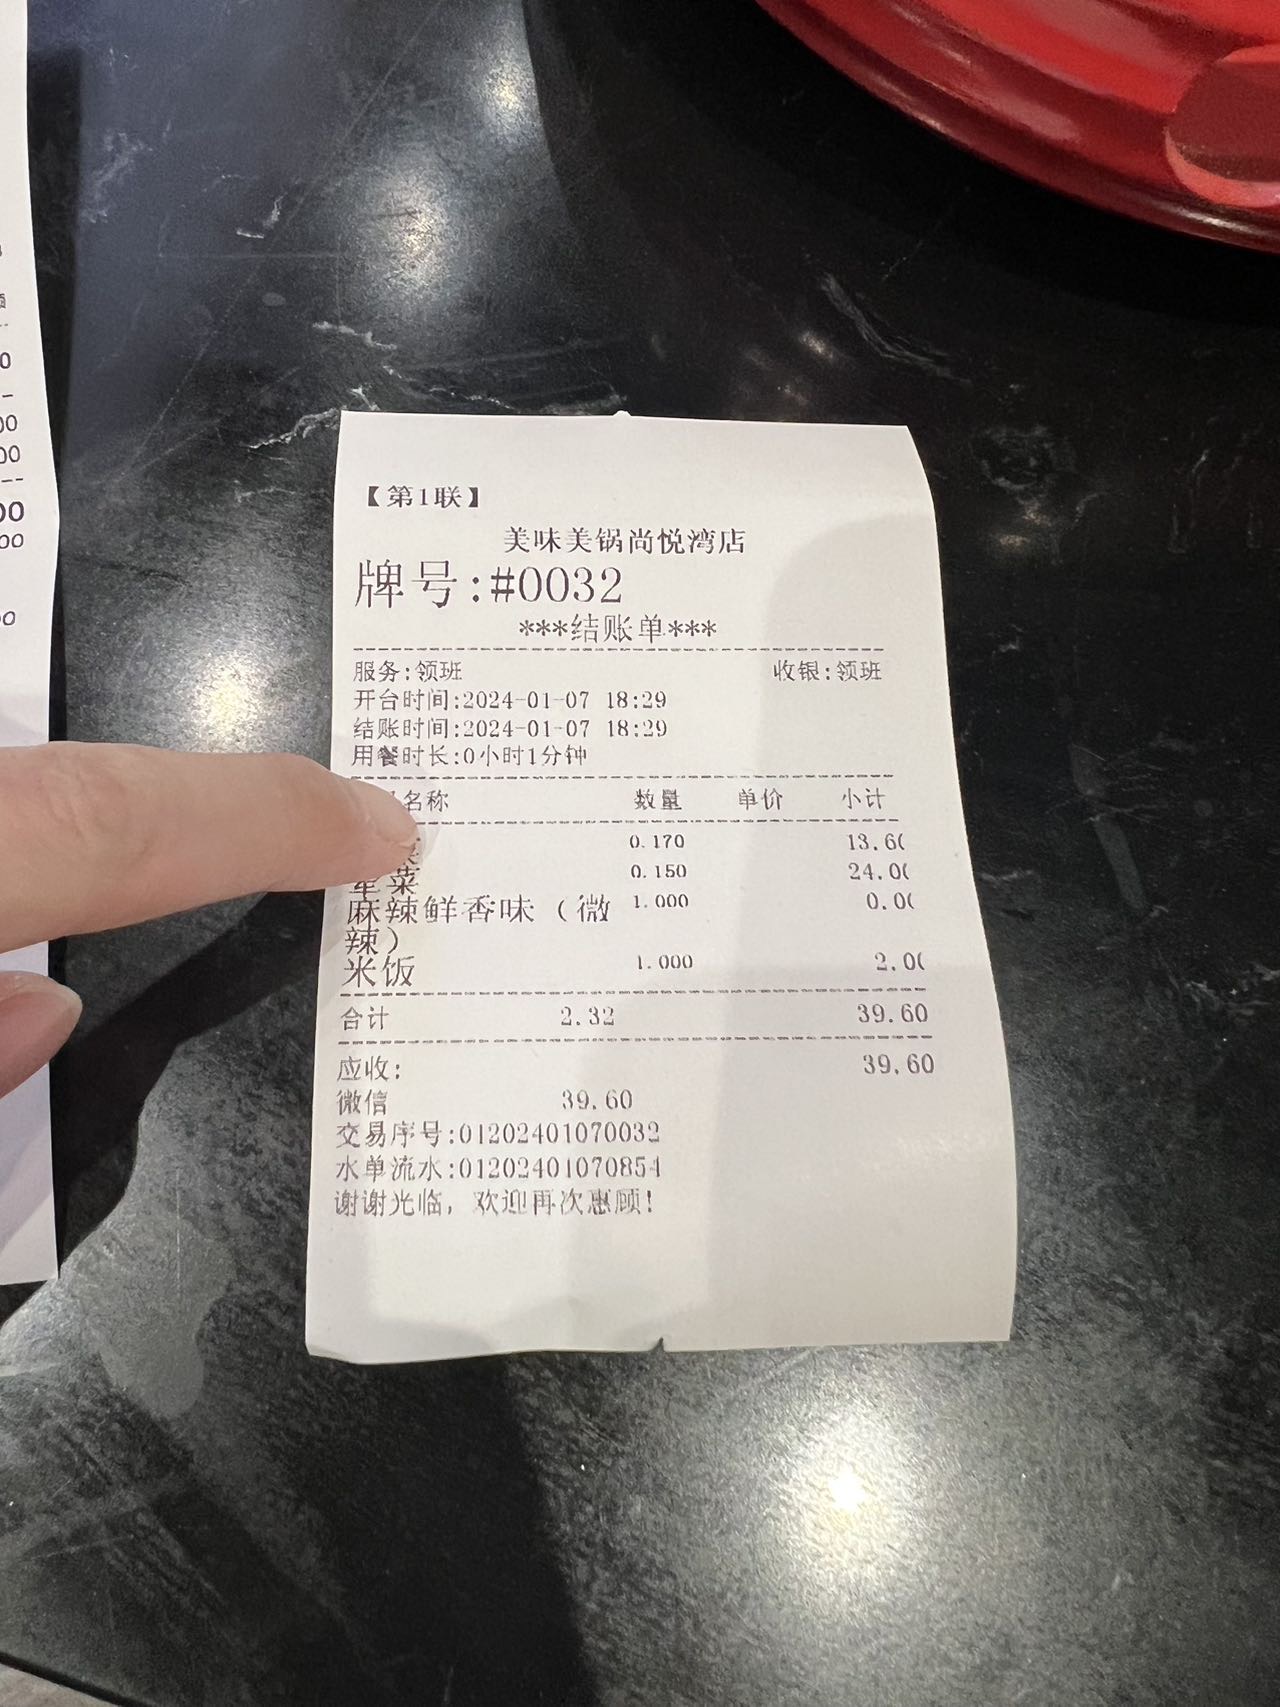 【第1联】
美味美锅尚悦湾店
牌号:#0032
***结账单***
服务:领班 收银:领班
开台时间:2024-01-07 18:29
结账时间:2024-01-07 18:29
用餐时长:0小时1分钟
名称 数量 单价 小计
菜 0.170 13.6
荤菜 0.150 24.0
麻辣鲜香味（微 1.000 0.0
辣）
米饭 1.000 2.0
合计 2.32 39.60
应收: 39.60
微信 39.60
交易序号:01202401070032
水单流水:01202401070854
谢谢光临, 欢迎再次惠顾!